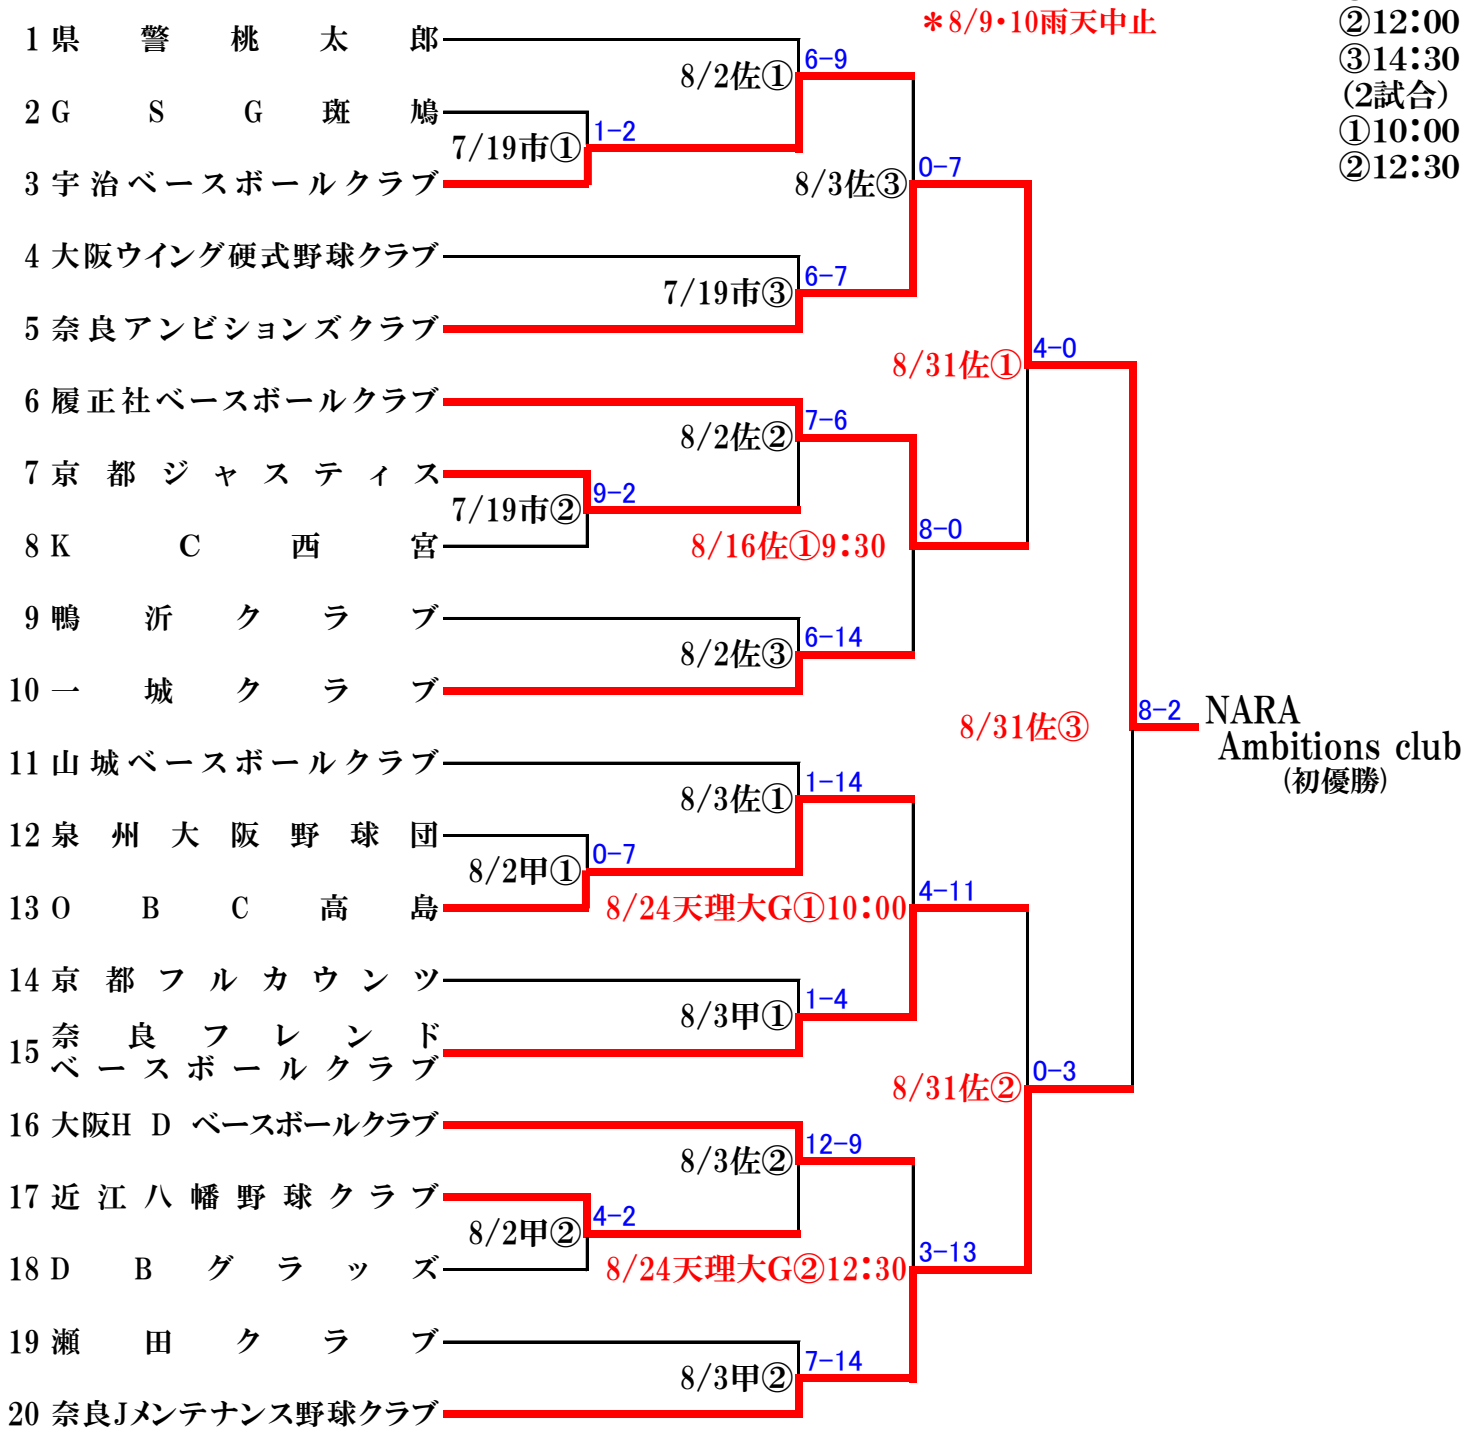 ＊8/9・10雨天中止
②12：00
③14：30
（2試合）
①10：00
②12：30
1 県警桃太郎
6-9
8/2佐①
2 GSG斑鳩
1-2
7/19市①
3 宇治ベースボールクラブ
0-7
8/3佐③
4 大阪ウイング硬式野球クラブ
6-7
7/19市③
5 奈良アンビションズクラブ
4-0
8/31佐①
6 履正社ベースボールクラブ
7-6
8/2佐②
7 京都ジャスティス
9-2
7/19市②
8 KC西宮
8-0
8/16佐①9：30
9 鴨沂クラブ
6-14
8/2佐③
10 一城クラブ
8-2
8/31佐③
NARA
Ambitions club
(初優勝)
11 山城ベースボールクラブ
1-14
8/3佐①
12 泉州大阪野球団
0-7
8/2甲①
13 OBC高島
4-11
8/24天理大G①10：00
14 京都フルカウンツ
1-4
8/3甲①
15 奈良フレンド
ベースボールクラブ
0-3
8/31佐②
16 大阪HD ベースボールクラブ
12-9
8/3佐②
17 近江八幡野球クラブ
4-2
8/2甲②
18 DBグラッズ
3-13
8/24天理大G②12：30
19 瀬田クラブ
7-14
8/3甲②
20 奈良Jメンテナンス野球クラブ